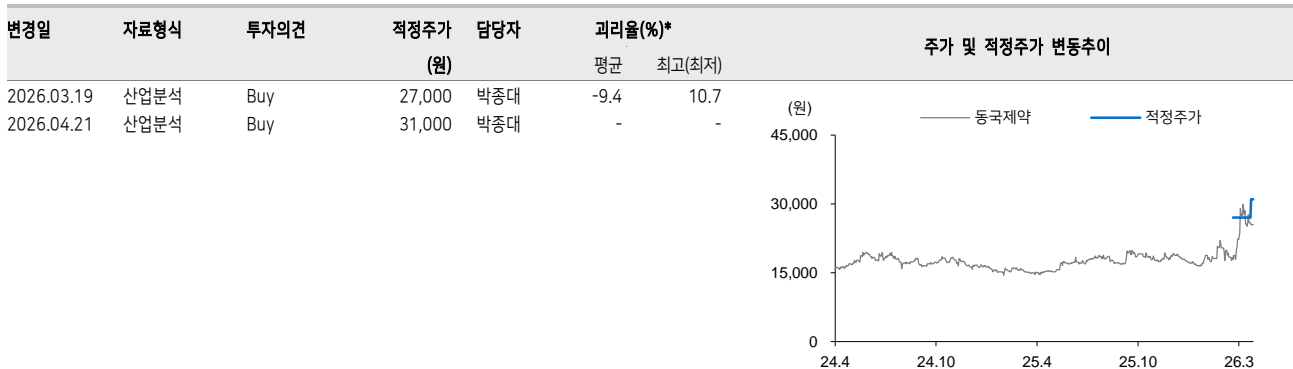 변경일 자료형식 투자의견 적정주가 담당자 괴리율(%)* 주가 및 적정주가 변동추이
(원) 평균 최고(최저)
2026.03.19 산업분석 Buy 27,000 박종대 -9.4 10.7
2026.04.21 산업분석 Buy 31,000 박종대 - -
(원)
동국제약 적정주가
45,000
30,000
15,000
0
24.4 24.10 25.4 25.10 26.3